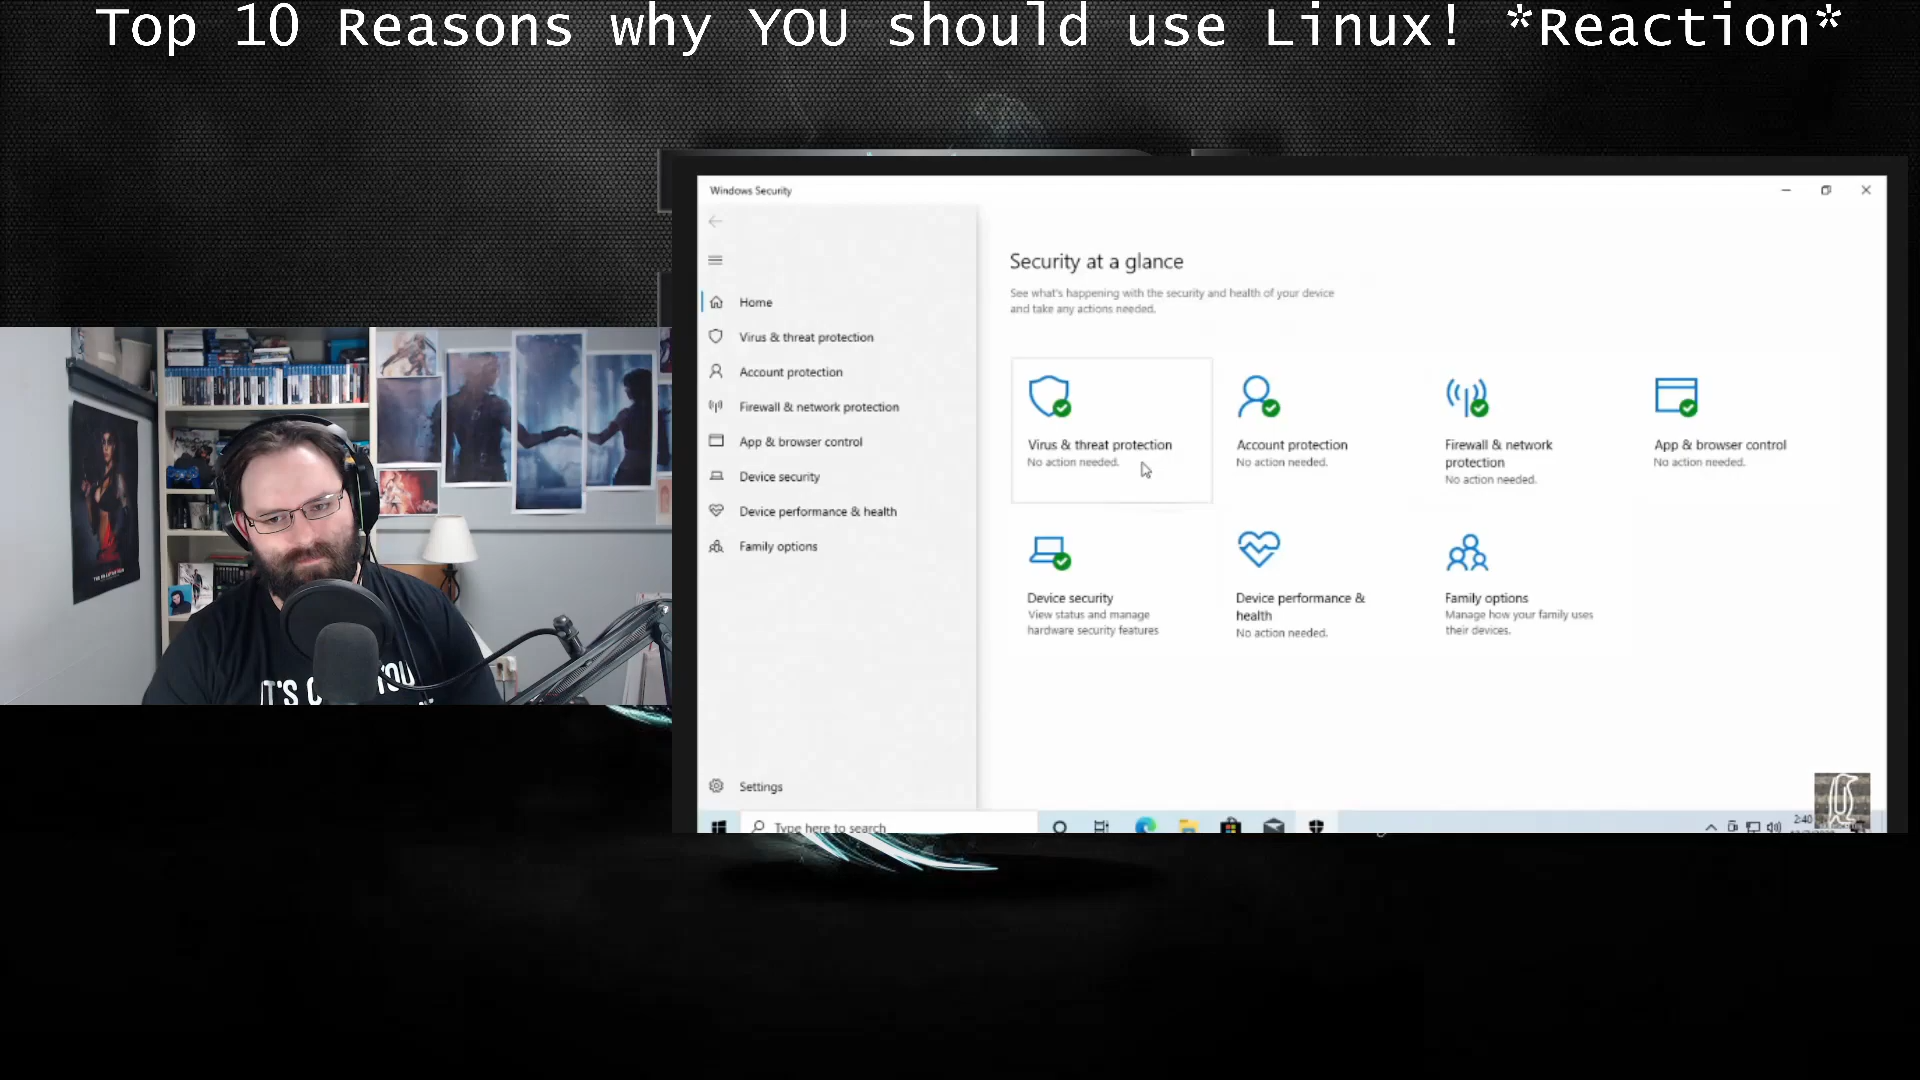 Top 10 Reasons why YOU should use Linux! *Reaction*
Windows Security
Home
Virus & threat protection
Account protection
Firewall & network protection
App & browser control
Device security
Device performance & health
Family options
Settings
Security at a glance
See what's happening with the security and health of your device
and take any actions needed.
Virus & threat protection
No action needed.
Account protection
No action needed.
Firewall & network
protection
No action needed.
App & browser control
No action needed.
Device security
View status and manage
hardware security features
Device performance &
health
No action needed.
Family options
Manage how your family uses
their devices.
Type here to search
2:40
IT'S YOU